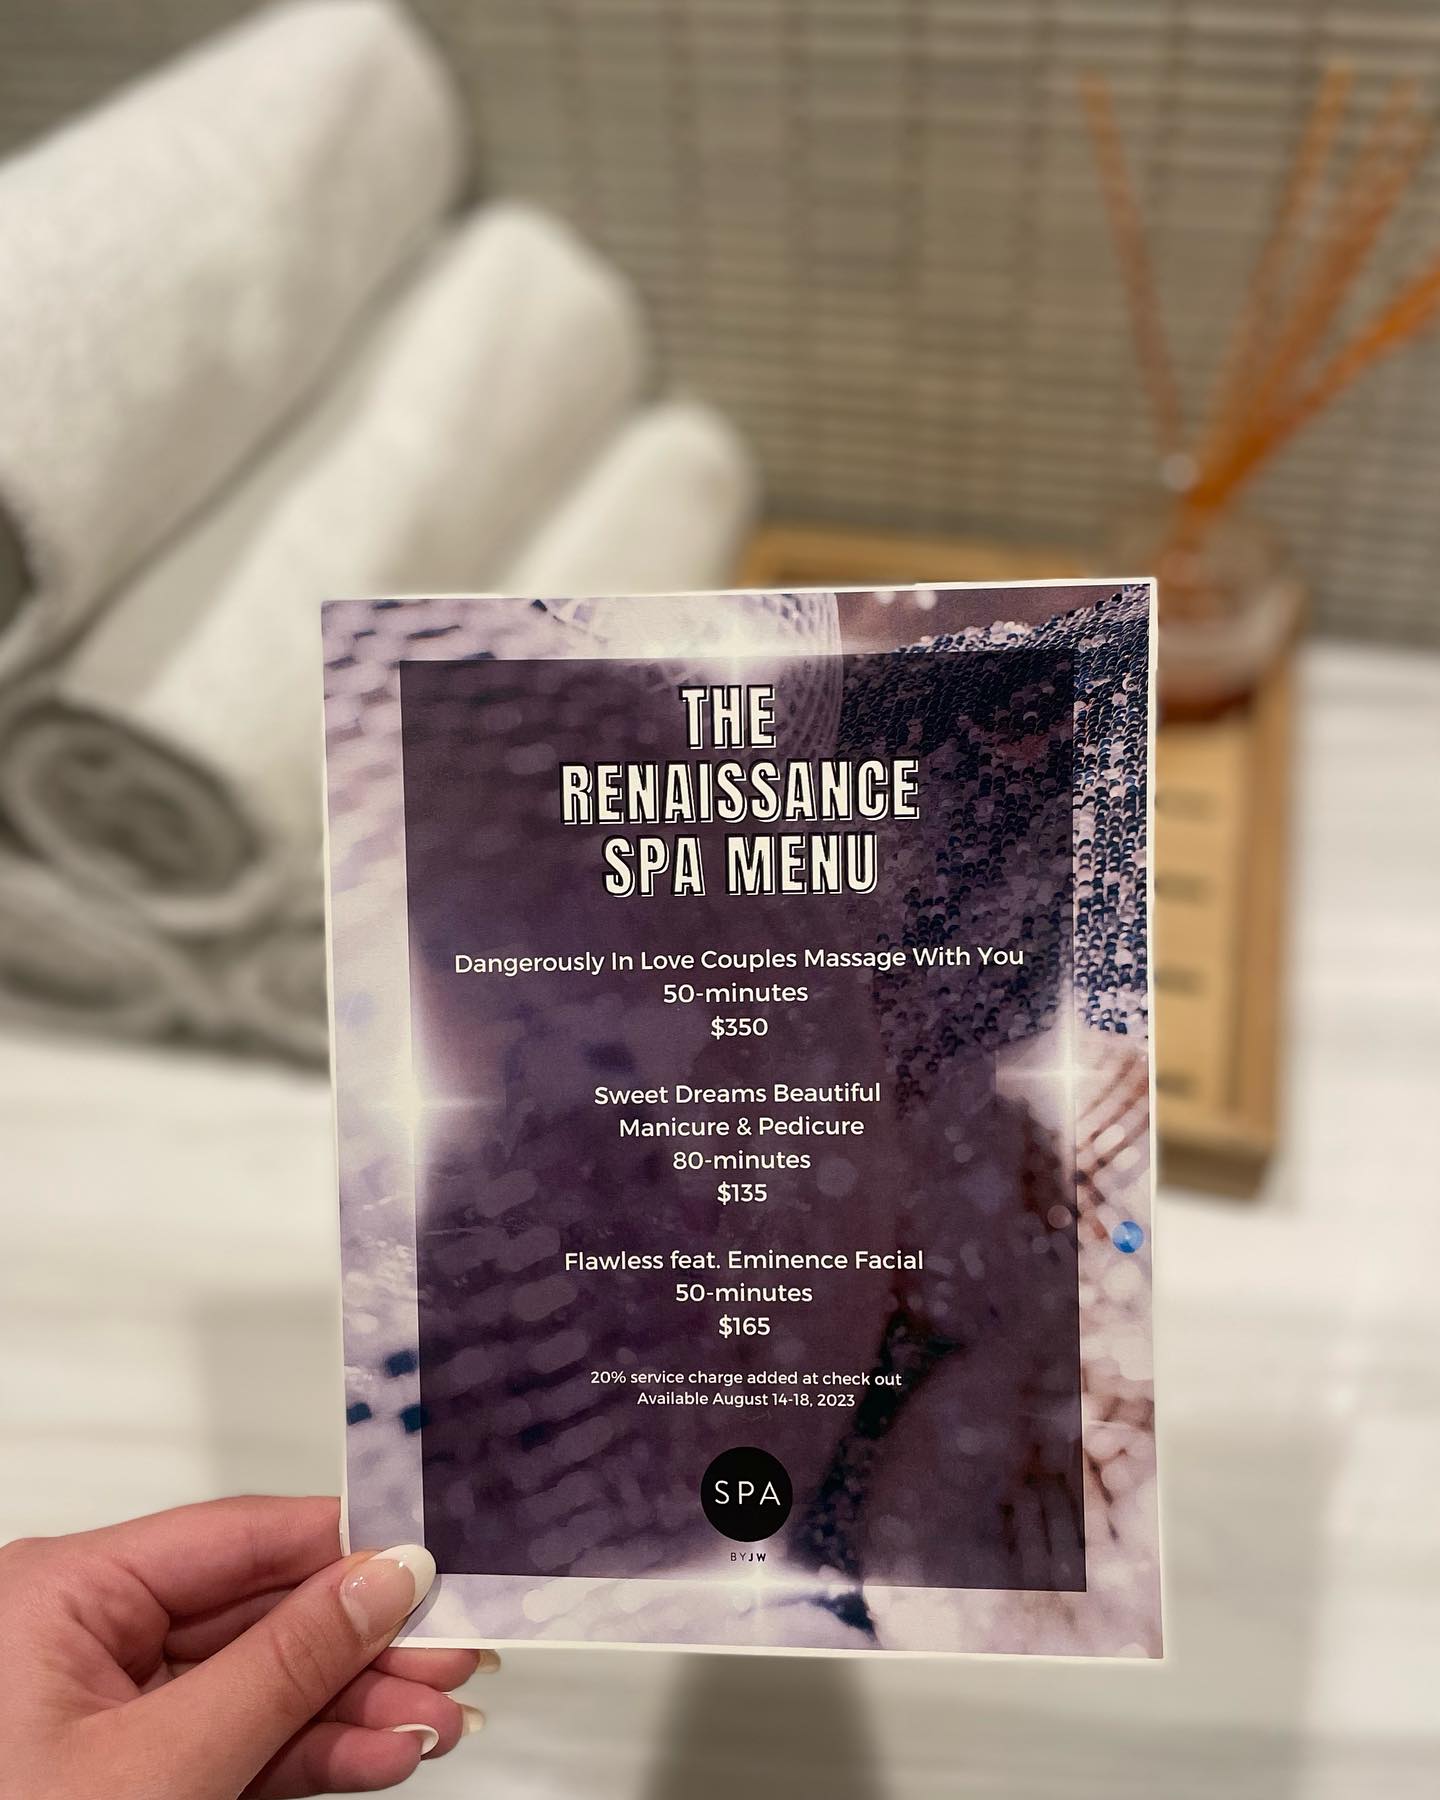 THE
RENAISSANCE
SPA MENU
Dangerously In Love Couples Massage With You
50-minutes
$350
Sweet Dreams Beautiful
Manicure & Pedicure
80-minutes
$135
Flawless feat. Eminence Facial
50-minutes
$165
20% service charge added at check out
Available August 14-18, 2023
SPA
BY JW